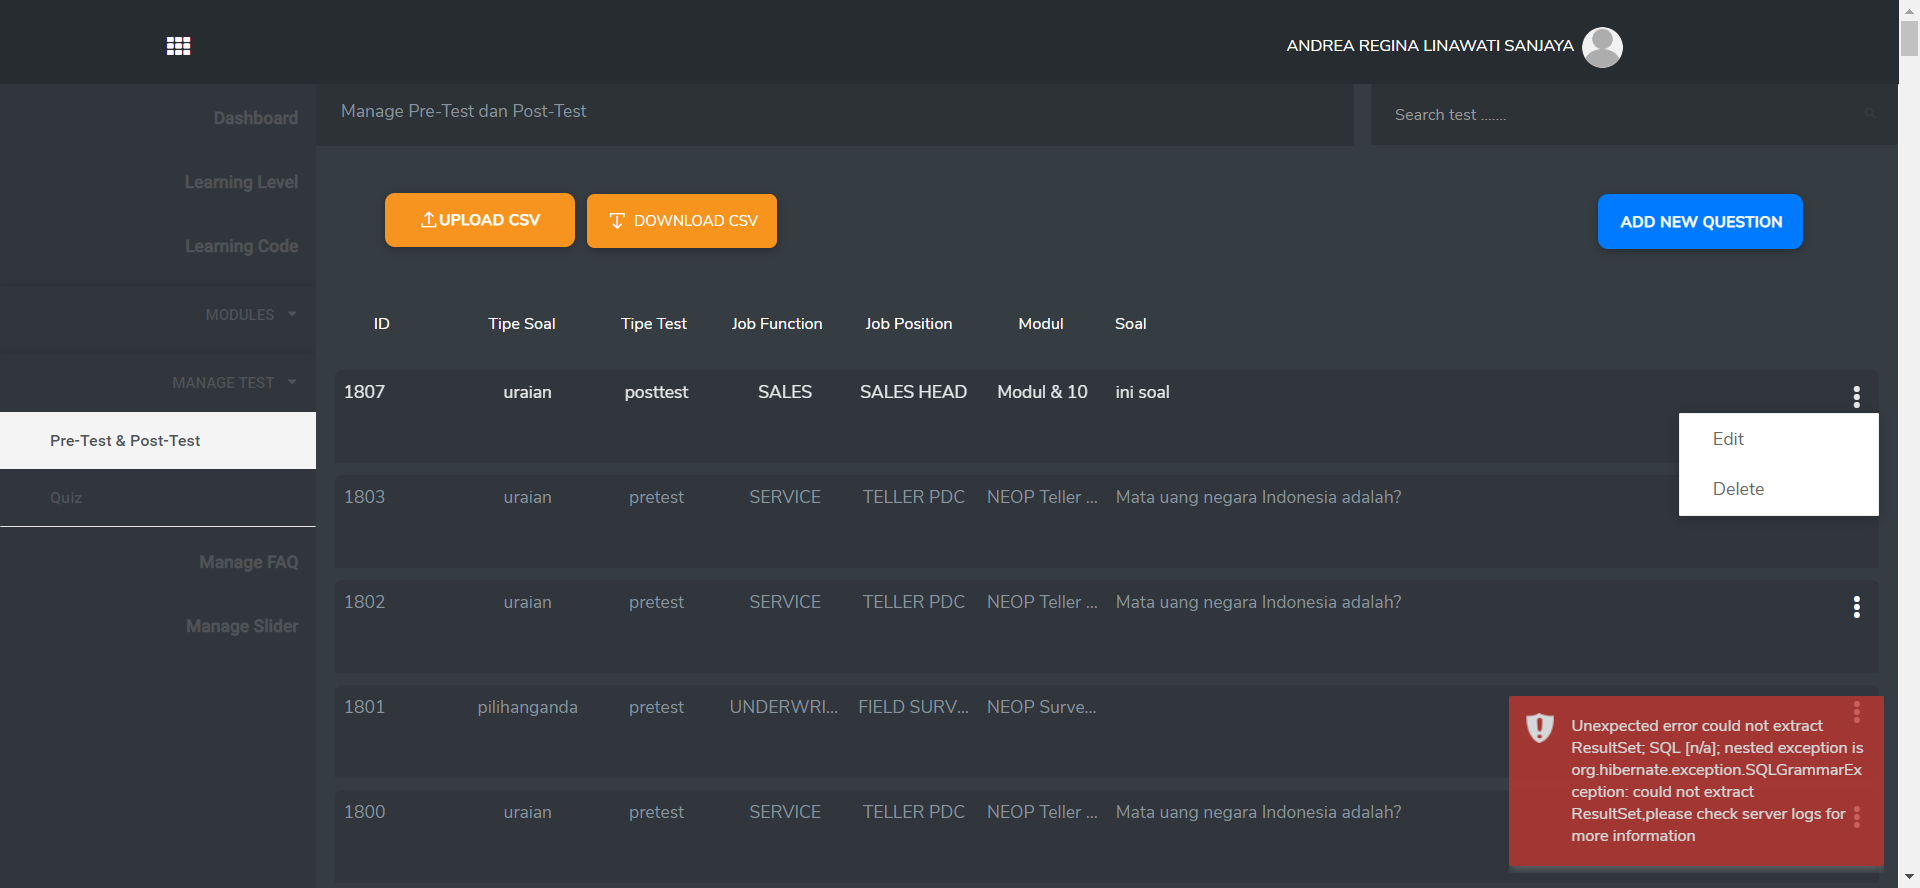 ANDREA REGINA LINAWATI SANJAYA
Dashboard
Learning Level
Learning Code
MODULES
MANAGE TEST
Pre-Test & Post-Test
Quiz
Manage FAQ
Manage Slider
Manage Pre-Test dan Post-Test
Search test .......
UPLOAD CSV
DOWNLOAD CSV
ADD NEW QUESTION
ID Tipe Soal Tipe Test Job Function Job Position Modul Soal
1807 uraian posttest SALES SALES HEAD Modul & 10 ini soal
Edit
Delete
1803 uraian pretest SERVICE TELLER PDC NEOP Teller ... Mata uang negara Indonesia adalah?
1802 uraian pretest SERVICE TELLER PDC NEOP Teller ... Mata uang negara Indonesia adalah?
1801 pilihanganda pretest UNDERWRI... FIELD SURV... NEOP Surve...
1800 uraian pretest SERVICE TELLER PDC NEOP Teller ... Mata uang negara Indonesia adalah?
Unexpected error could not extract
ResultSet; SQL [n/a]; nested exception is
org.hibernate.exception.SQLGrammarEx
ception: could not extract
ResultSet,please check server logs for
more information